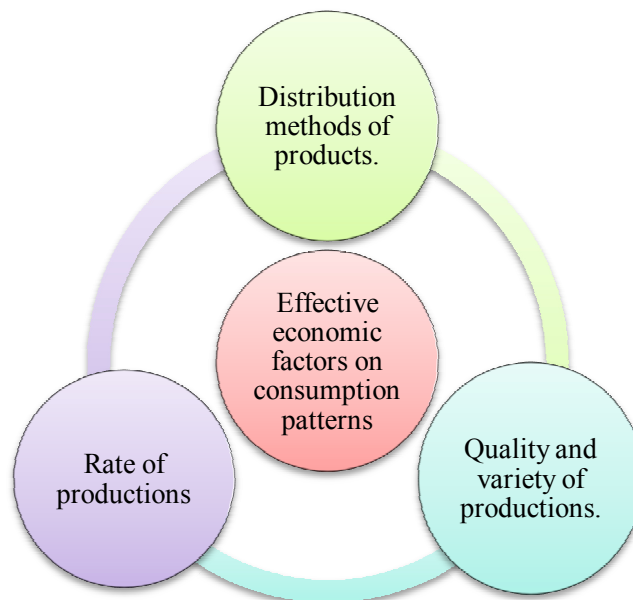 Distribution
methods of
products.
Effective
economic
factors on
consumption
patterns
Rate of
productions
Quality and
variety of
productions.